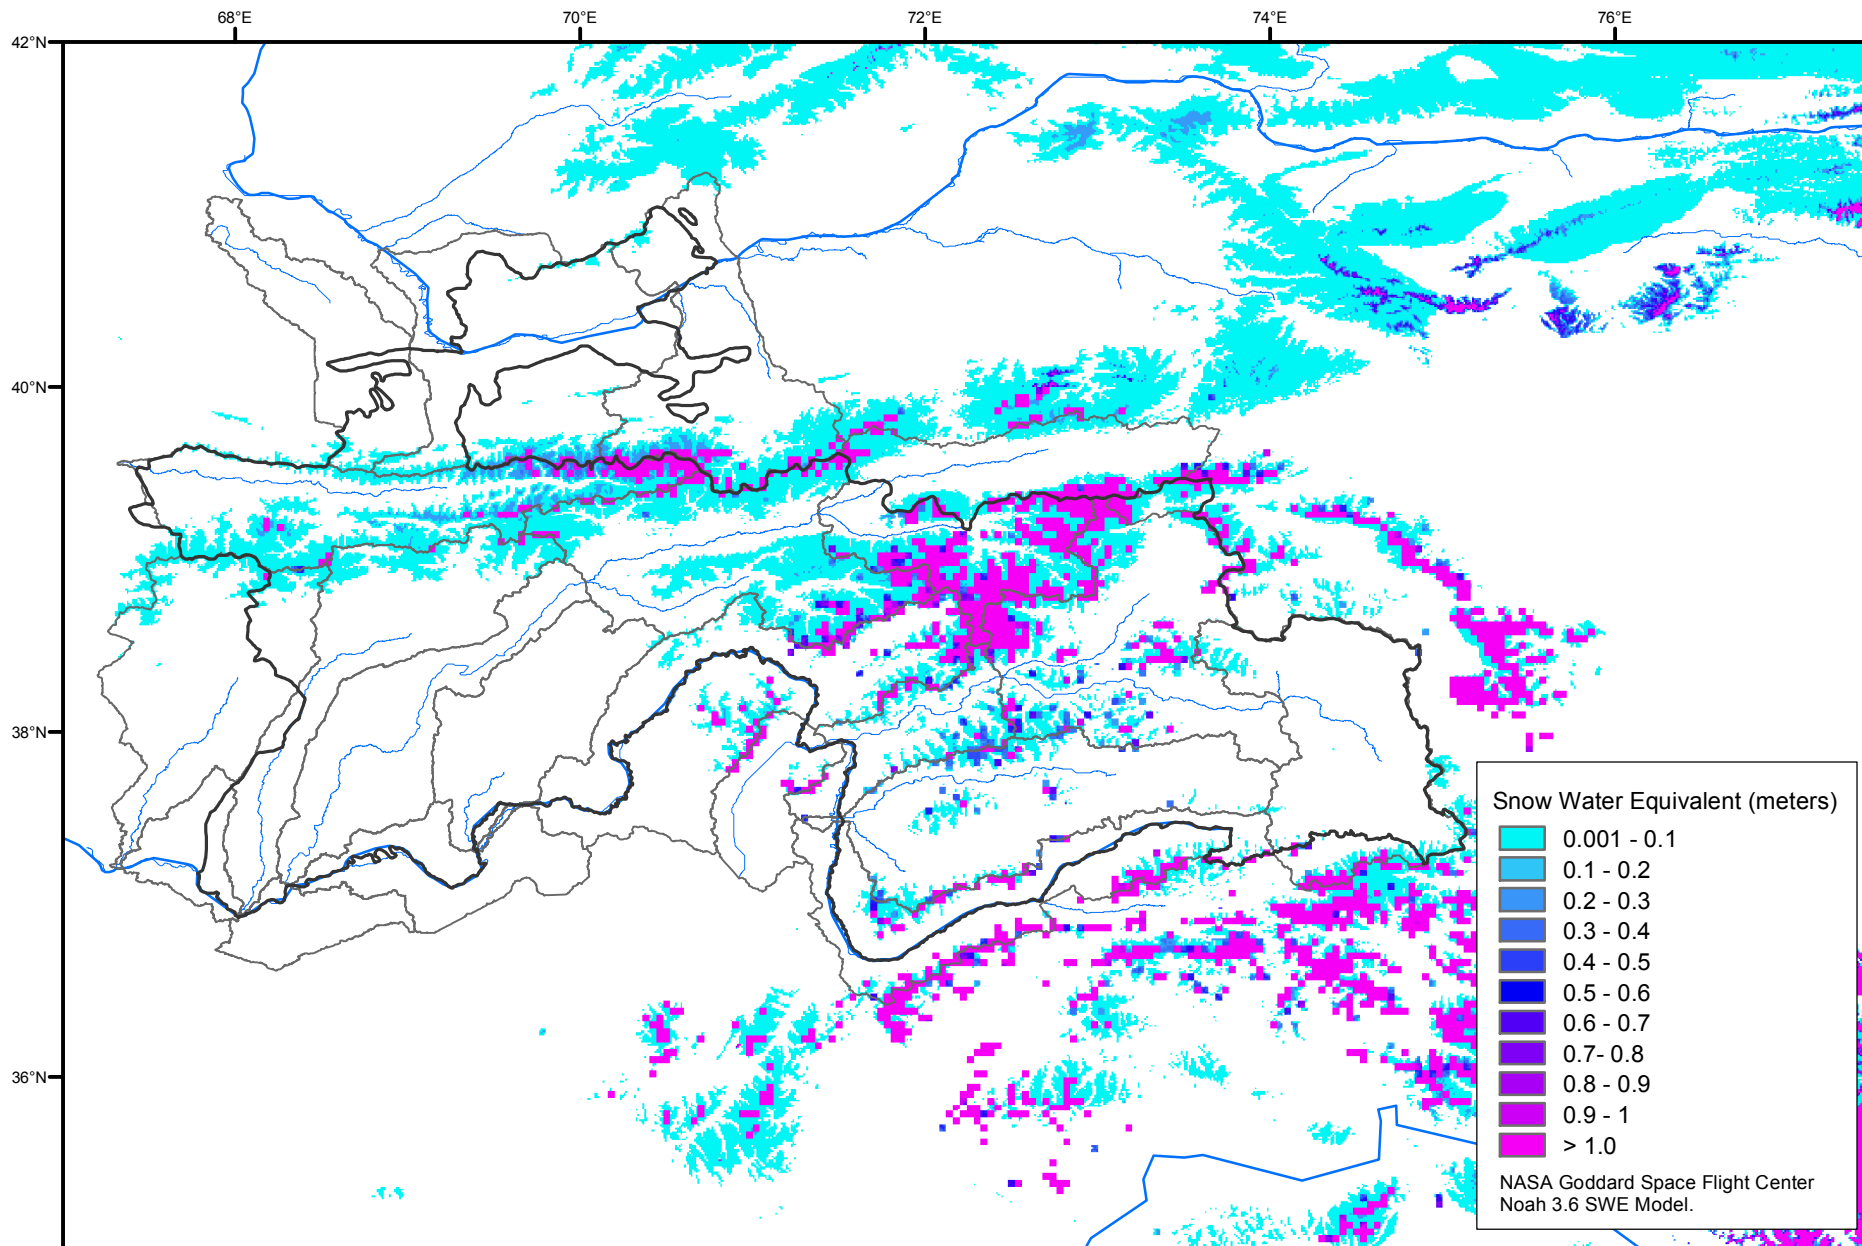 68°E
70°E
72°E
74°E
76°E
42°N
40°N
38°N
36°N
Snow Water Equivalent (meters)
0.001 - 0.1
0.1 - 0.2
0.2 - 0.3
0.3 - 0.4
0.4 - 0.5
0.5 - 0.6
0.6 - 0.7
0.7- 0.8
0.8 - 0.9
0.9 - 1
> 1.0
NASA Goddard Space Flight Center
Noah 3.6 SWE Model.